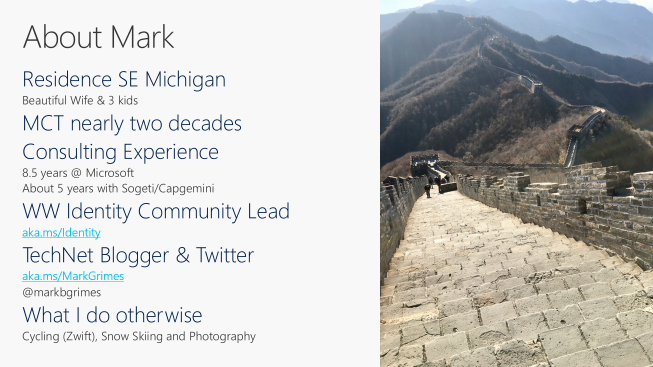 About Mark
Residence SE Michigan
Beautiful Wife & 3 kids
MCT nearly two decades
Consulting Experience
8.5 years @ Microsoft
About 5 years with Sogeti/Capgemini
WW Identity Community Lead
aka.ms/Identity
TechNet Blogger & Twitter
aka.ms/MarkGrimes
@markbgrimes
What I do otherwise
Cycling (Zwift), Snow Skiing and Photography